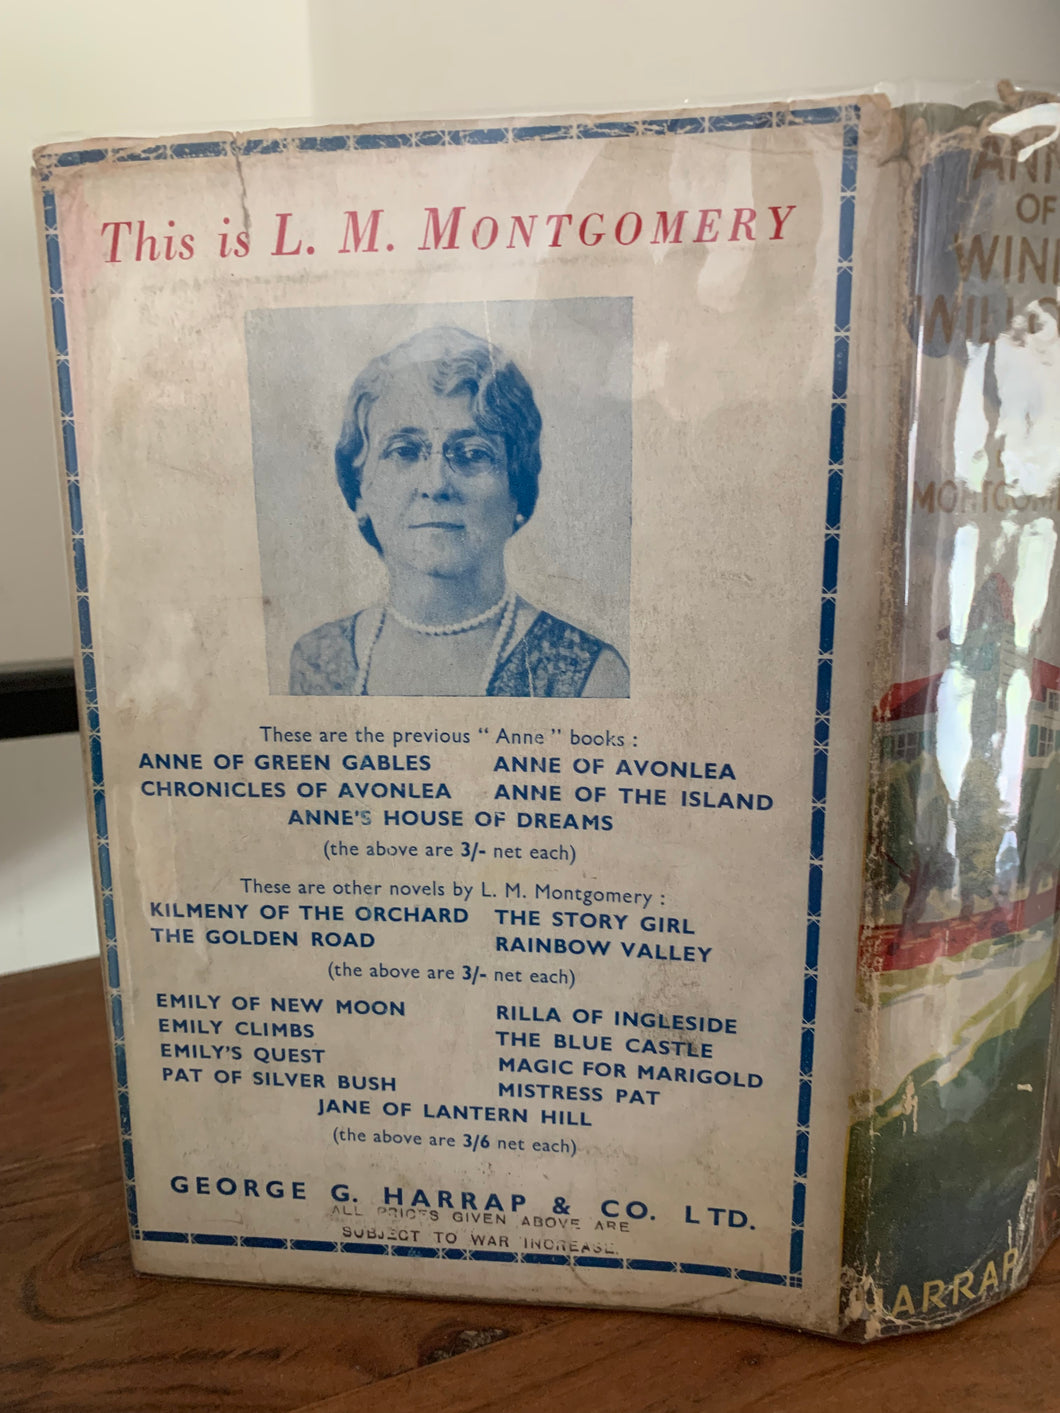 This is L. M. MONTGOMERY
These are the previous “Anne” books :
ANNE OF GREEN GABLES ANNE OF AVONLEA
CHRONICLES OF AVONLEA ANNE OF THE ISLAND
ANNE'S HOUSE OF DREAMS
(the above are 3/- net each)
These are other novels by L. M. Montgomery :
KILMENY OF THE ORCHARD THE STORY GIRL
THE GOLDEN ROAD RAINBOW VALLEY
(the above are 3/- net each)
EMILY OF NEW MOON RILLA OF INGLESIDE
EMILY CLIMBS THE BLUE CASTLE
EMILY'S QUEST MAGIC FOR MARIGOLD
PAT OF SILVER BUSH MISTRESS PAT
JANE OF LANTERN HILL
(the above are 3/6 net each)
GEORGE G. HARRAP & CO. LTD.
ALL PRICES GIVEN ABOVE ARE
SUBJECT TO WAR INCREASE.
ANN
OF
WIN
WILLO
MONTGOM
HARRAP